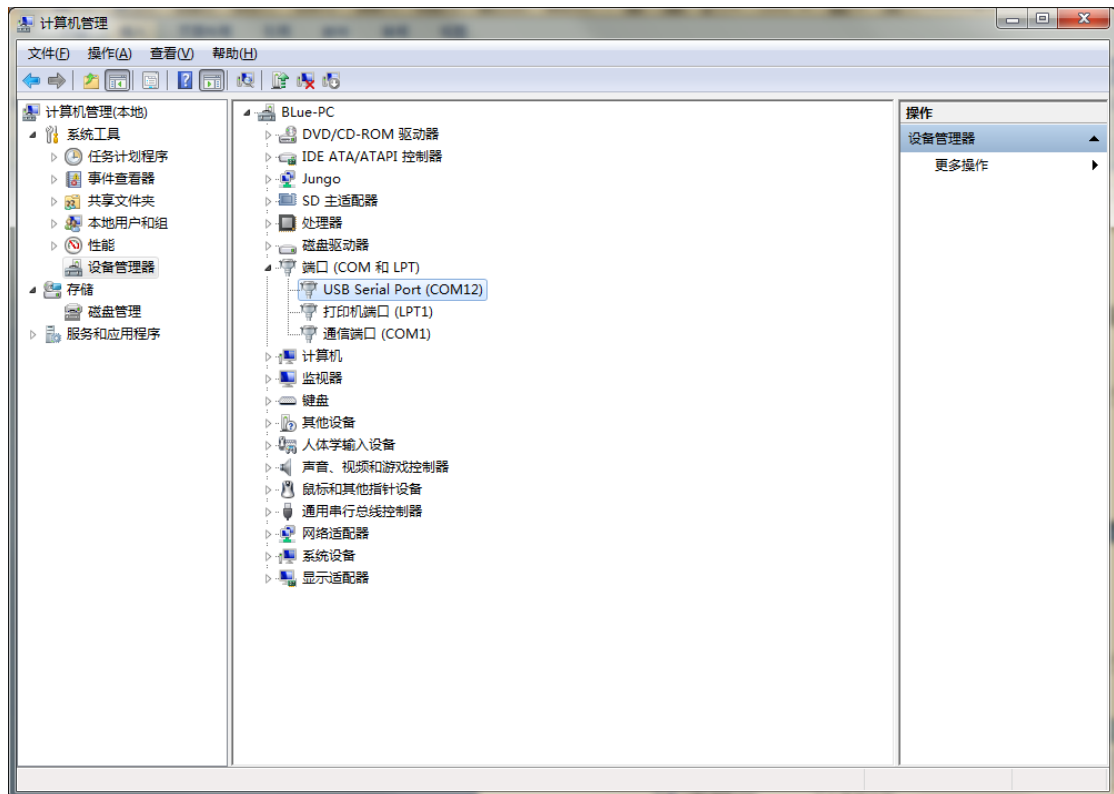 计算机管理
文件(F) 操作(A) 查看(V) 帮助(H)
计算机管理(本地)
系统工具
任务计划程序
事件查看器
共享文件夹
本地用户和组
性能
设备管理器
存储
磁盘管理
服务和应用程序
BLue-PC
DVD/CD-ROM 驱动器
IDE ATA/ATAPI 控制器
Jungo
SD 主适配器
处理器
磁盘驱动器
端口 (COM 和 LPT)
USB Serial Port (COM12)
打印机端口 (LPT1)
通信端口 (COM1)
计算机
监视器
键盘
其他设备
人体学输入设备
声音、视频和游戏控制器
鼠标和其他指针设备
通用串行总线控制器
网络适配器
系统设备
显示适配器
操作
设备管理器
更多操作